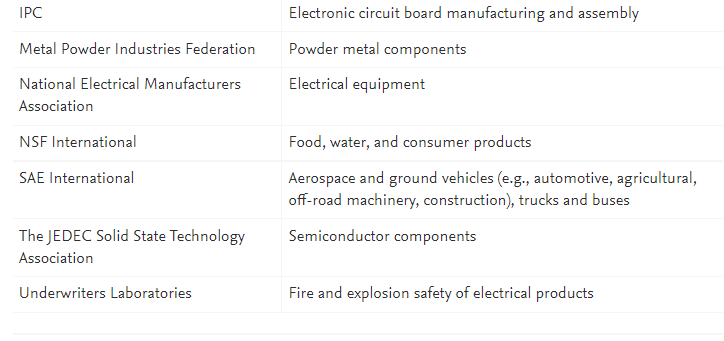 IPC
Electronic circuit board manufacturing and assembly
Metal Powder Industries Federation
Powder metal components
National Electrical Manufacturers
Association
Electrical equipment
NSF International
Food, water, and consumer products
SAE International
Aerospace and ground vehicles (e.g., automotive, agricultural,
off-road machinery, construction), trucks and buses
The JEDEC Solid State Technology
Association
Semiconductor components
Underwriters Laboratories
Fire and explosion safety of electrical products